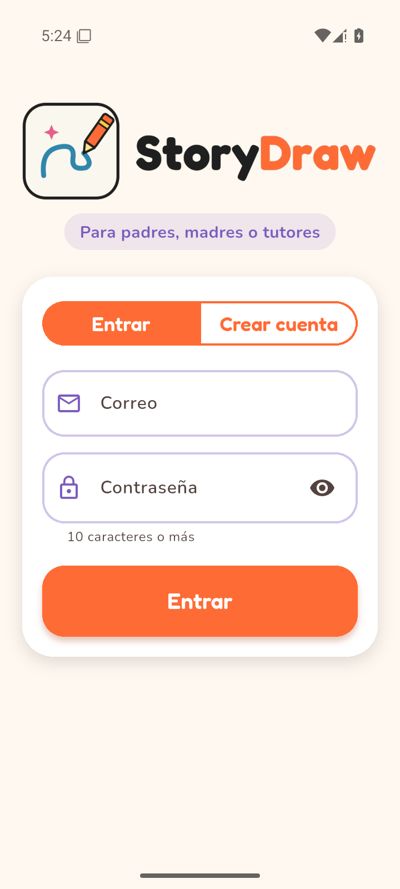 5:24
StoryDraw
Para padres, madres o tutores
Entrar
Crear cuenta
Correo
Contraseña
10 caracteres o más
Entrar